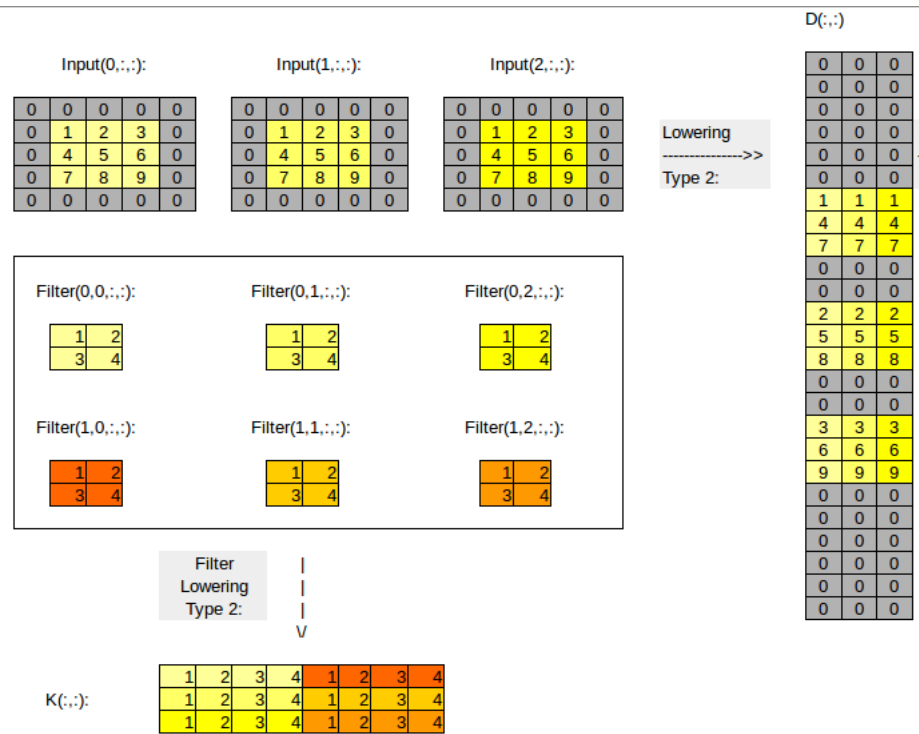 D(:,:)
Input(0,:,:): Input(1,:,:): Input(2,:,:):
0 0 0 0 0 0 0 0 0 0 0 0 0 0 0
0 1 2 3 0 0 1 2 3 0 0 1 2 3 0
0 4 5 6 0 0 4 5 6 0 0 4 5 6 0
0 7 8 9 0 0 7 8 9 0 0 7 8 9 0
0 0 0 0 0 0 0 0 0 0 0 0 0 0 0
Lowering
--------------->>
Type 2:
0 0 0
0 0 0
0 0 0
0 0 0
0 0 0
0 0 0
1 1 1
4 4 4
7 7 7
0 0 0
0 0 0
2 2 2
5 5 5
8 8 8
0 0 0
0 0 0
3 3 3
6 6 6
9 9 9
0 0 0
0 0 0
0 0 0
0 0 0
0 0 0
0 0 0
Filter(0,0,:,:): Filter(0,1,:,:): Filter(0,2,:,:):
1 2 1 2 1 2
3 4 3 4 3 4
Filter(1,0,:,:): Filter(1,1,:,:): Filter(1,2,:,:):
1 2 1 2 1 2
3 4 3 4 3 4
Filter |
Lowering |
Type 2: |
\/
K(:,:):
1 2 3 4 1 2 3 4
1 2 3 4 1 2 3 4
1 2 3 4 1 2 3 4